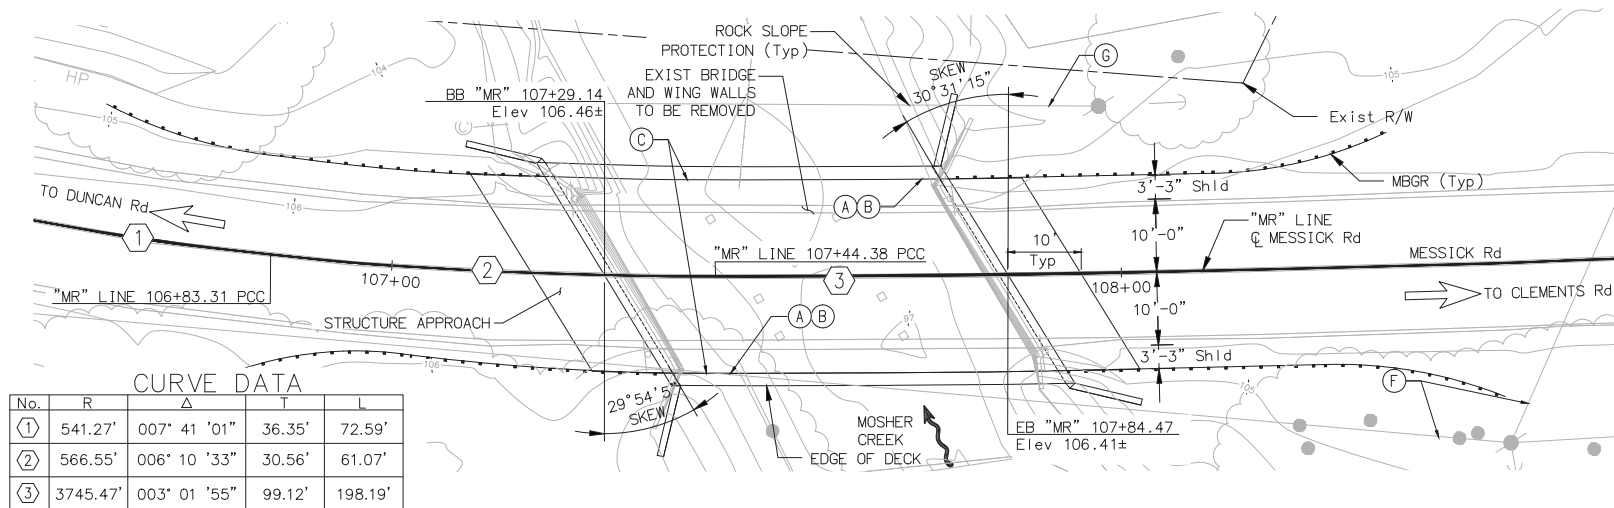 ROCK SLOPE
PROTECTION (Typ)
G
HP
104
EXIST BRIDGE
AND WING WALLS
TO BE REMOVED
SKEW
30°31'15"
105
BB "MR" 107+29.14
Elev 106.46±
105
C
Exist R/W
TO DUNCAN Rd
106
3'-3" Shld
MBGR (Typ)
A B
1
"MR" LINE 107+44.38 PCC
10'
Typ
10'-0"
"MR" LINE
℄ MESSICK Rd
MESSICK Rd
107+00
2
3
108+00
"MR" LINE 106+83.31 PCC
10'-0"
TO CLEMENTS Rd
STRUCTURE APPROACH
A B
97
3'-3" Shld
106
105
F
29°54'5"
SKEW
MOSHER
CREEK
EDGE OF DECK
EB "MR" 107+84.47
Elev 106.41±
CURVE DATA
No. R Δ T L
1 541.27' 007° 41 '01" 36.35' 72.59'
2 566.55' 006° 10 '33" 30.56' 61.07'
3 3745.47' 003° 01 '55" 99.12' 198.19'